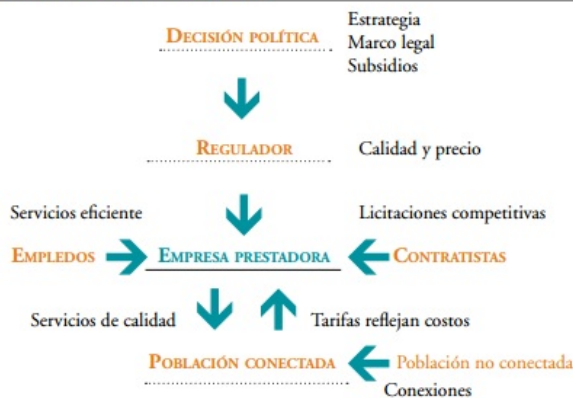 Estrategia
DECISIÓN POLÍTICA
Marco legal
Subsidios
REGULADOR
Calidad y precio
Servicios eficiente
Licitaciones competitivas
EMPLEDOS
EMPRESA PRESTADORA
CONTRATISTAS
Servicios de calidad
Tarifas reflejan costos
POBLACIÓN CONECTADA
Población no conectada
Conexiones